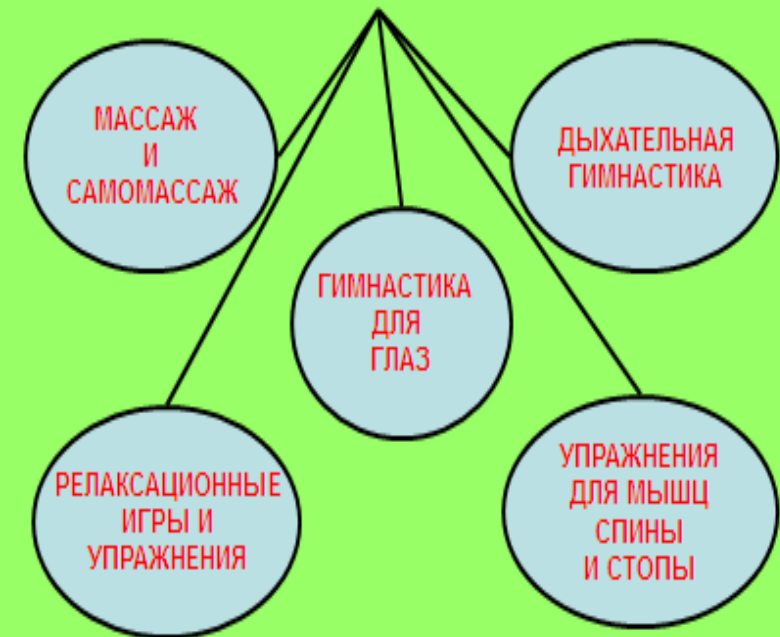 МАССАЖ
И
САМОМАССАЖ
ДЫХАТЕЛЬНАЯ
ГИМНАСТИКА
ГИМНАСТИКА
ДЛЯ
ГЛАЗ
РЕЛАКСАЦИОННЫЕ
ИГРЫ И
УПРАЖНЕНИЯ
УПРАЖНЕНИЯ
ДЛЯ МЫШЦ
СПИНЫ
И СТОПЫ